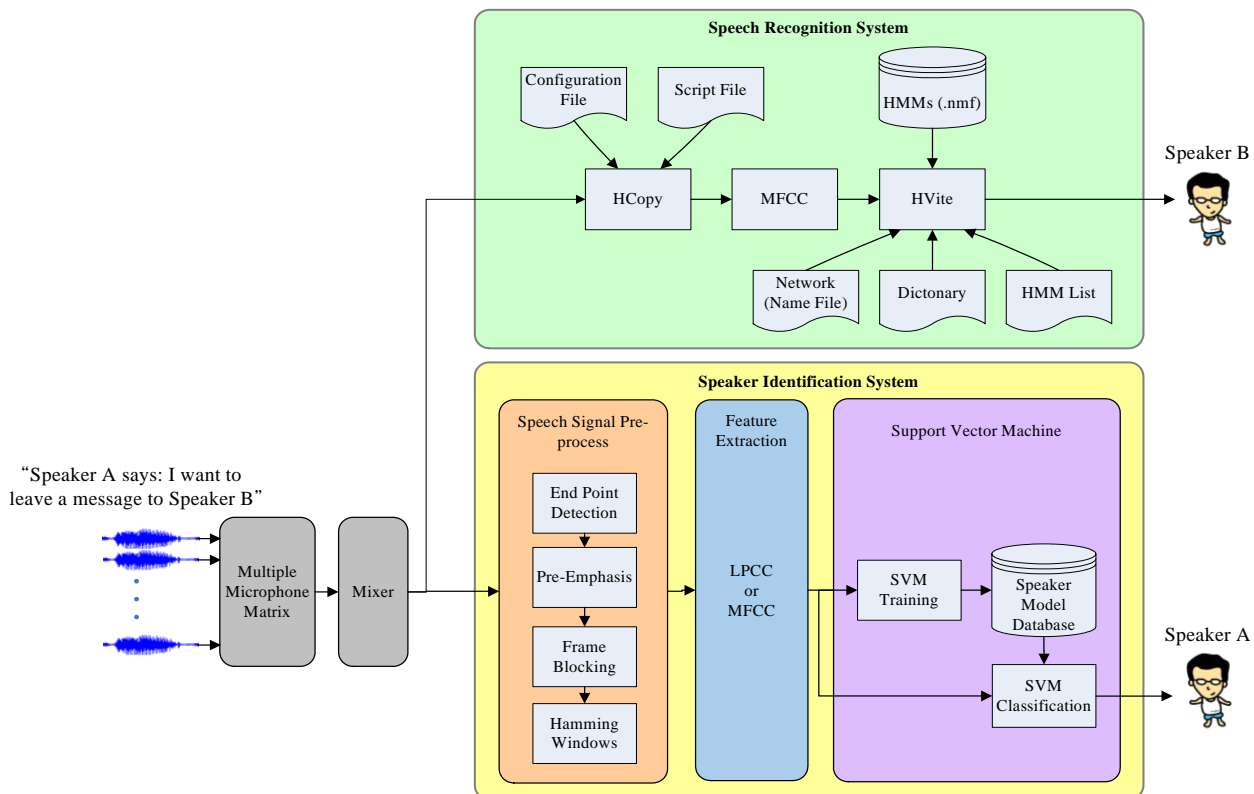 Speech Recognition System
Configuration
File
Script File
HMMs (.nmf)
HCopy
MFCC
HVite
Speaker B
Network
(Name File)
Dictonary
HMM List
Speaker Identification System
Speech Signal Pre-
process
Feature
Extraction
Support Vector Machine
“Speaker A says: I want to
leave a message to Speaker B”
Multiple
Microphone
Matrix
Mixer
End Point
Detection
Pre-Emphasis
Frame
Blocking
Hamming
Windows
LPCC
or
MFCC
SVM
Training
Speaker
Model
Database
SVM
Classification
Speaker A